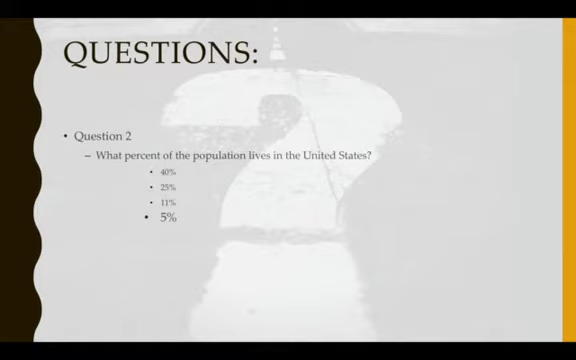 QUESTIONS:
• Question 2
– What percent of the population lives in the United States?
• 40%
• 25%
• 11%
• 5%